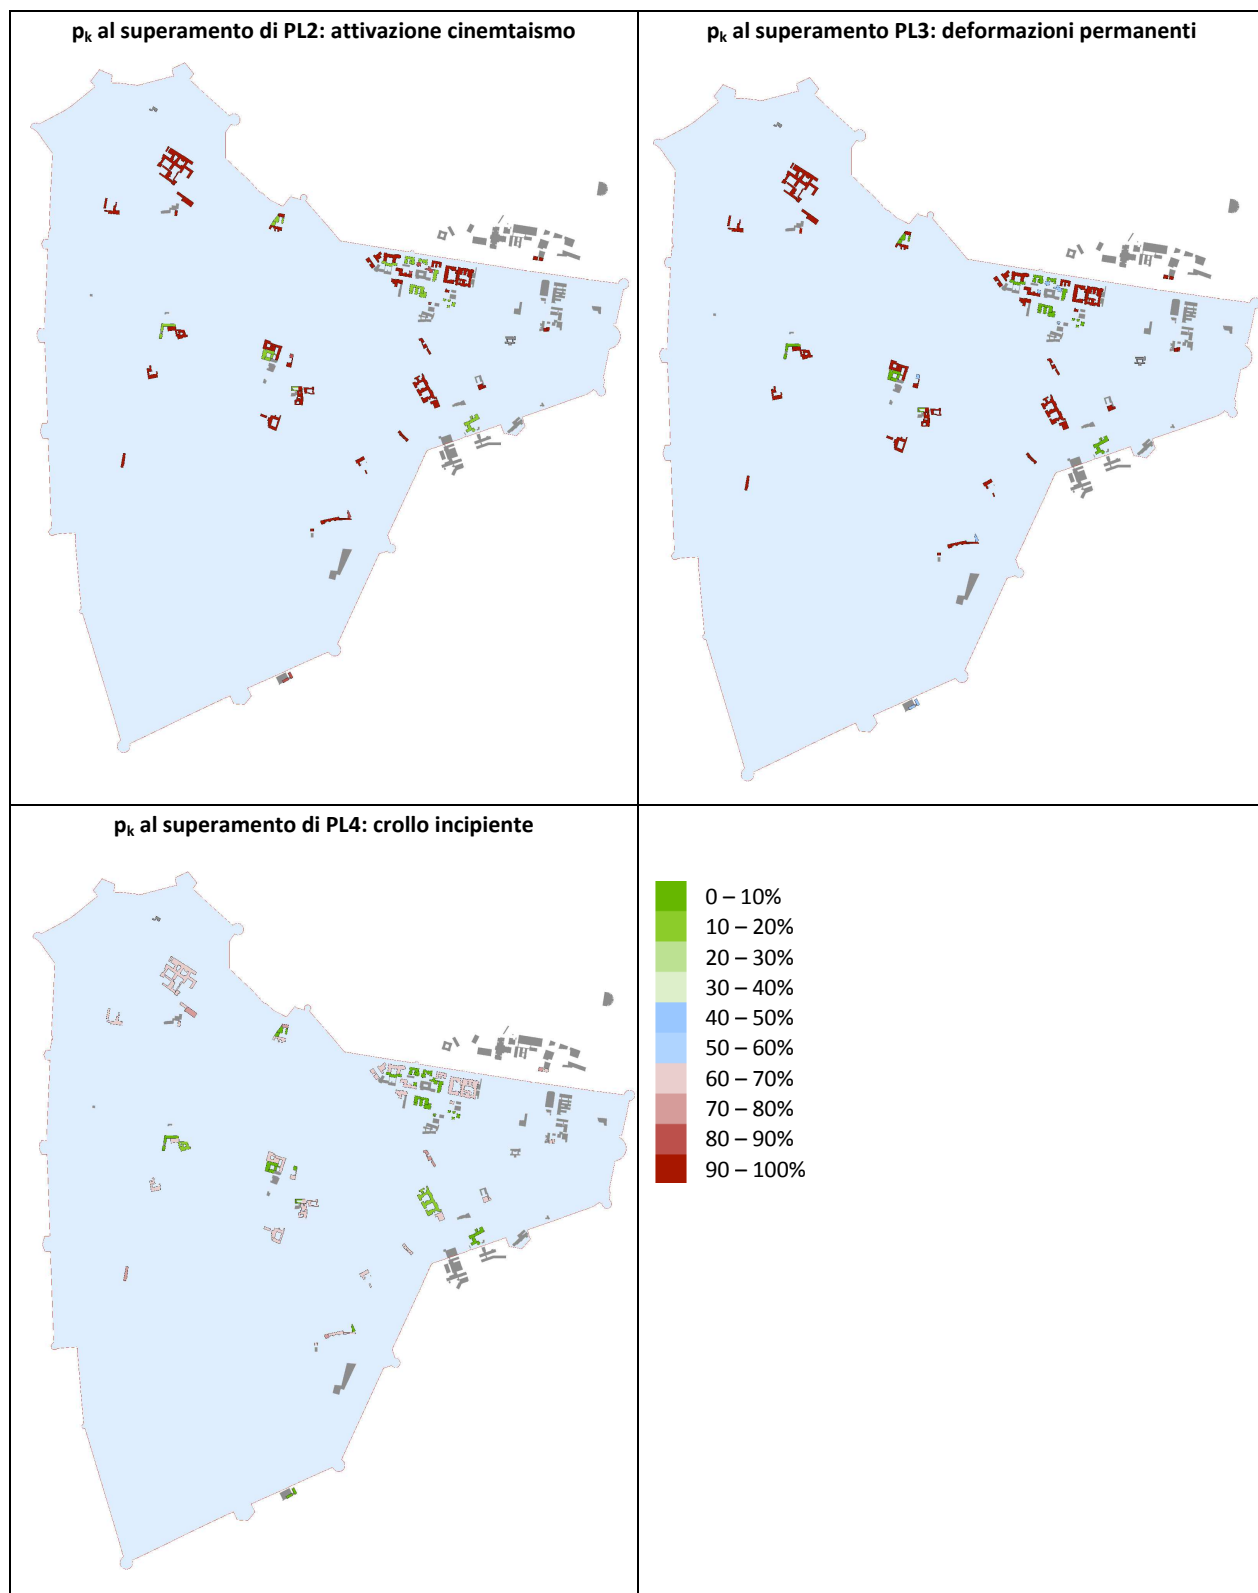 pk al superamento di PL2: attivazione cinemtaismo
pk al superamento PL3: deformazioni permanenti
pk al superamento di PL4: crollo incipiente
0 – 10%
10 – 20%
20 – 30%
30 – 40%
40 – 50%
50 – 60%
60 – 70%
70 – 80%
80 – 90%
90 – 100%